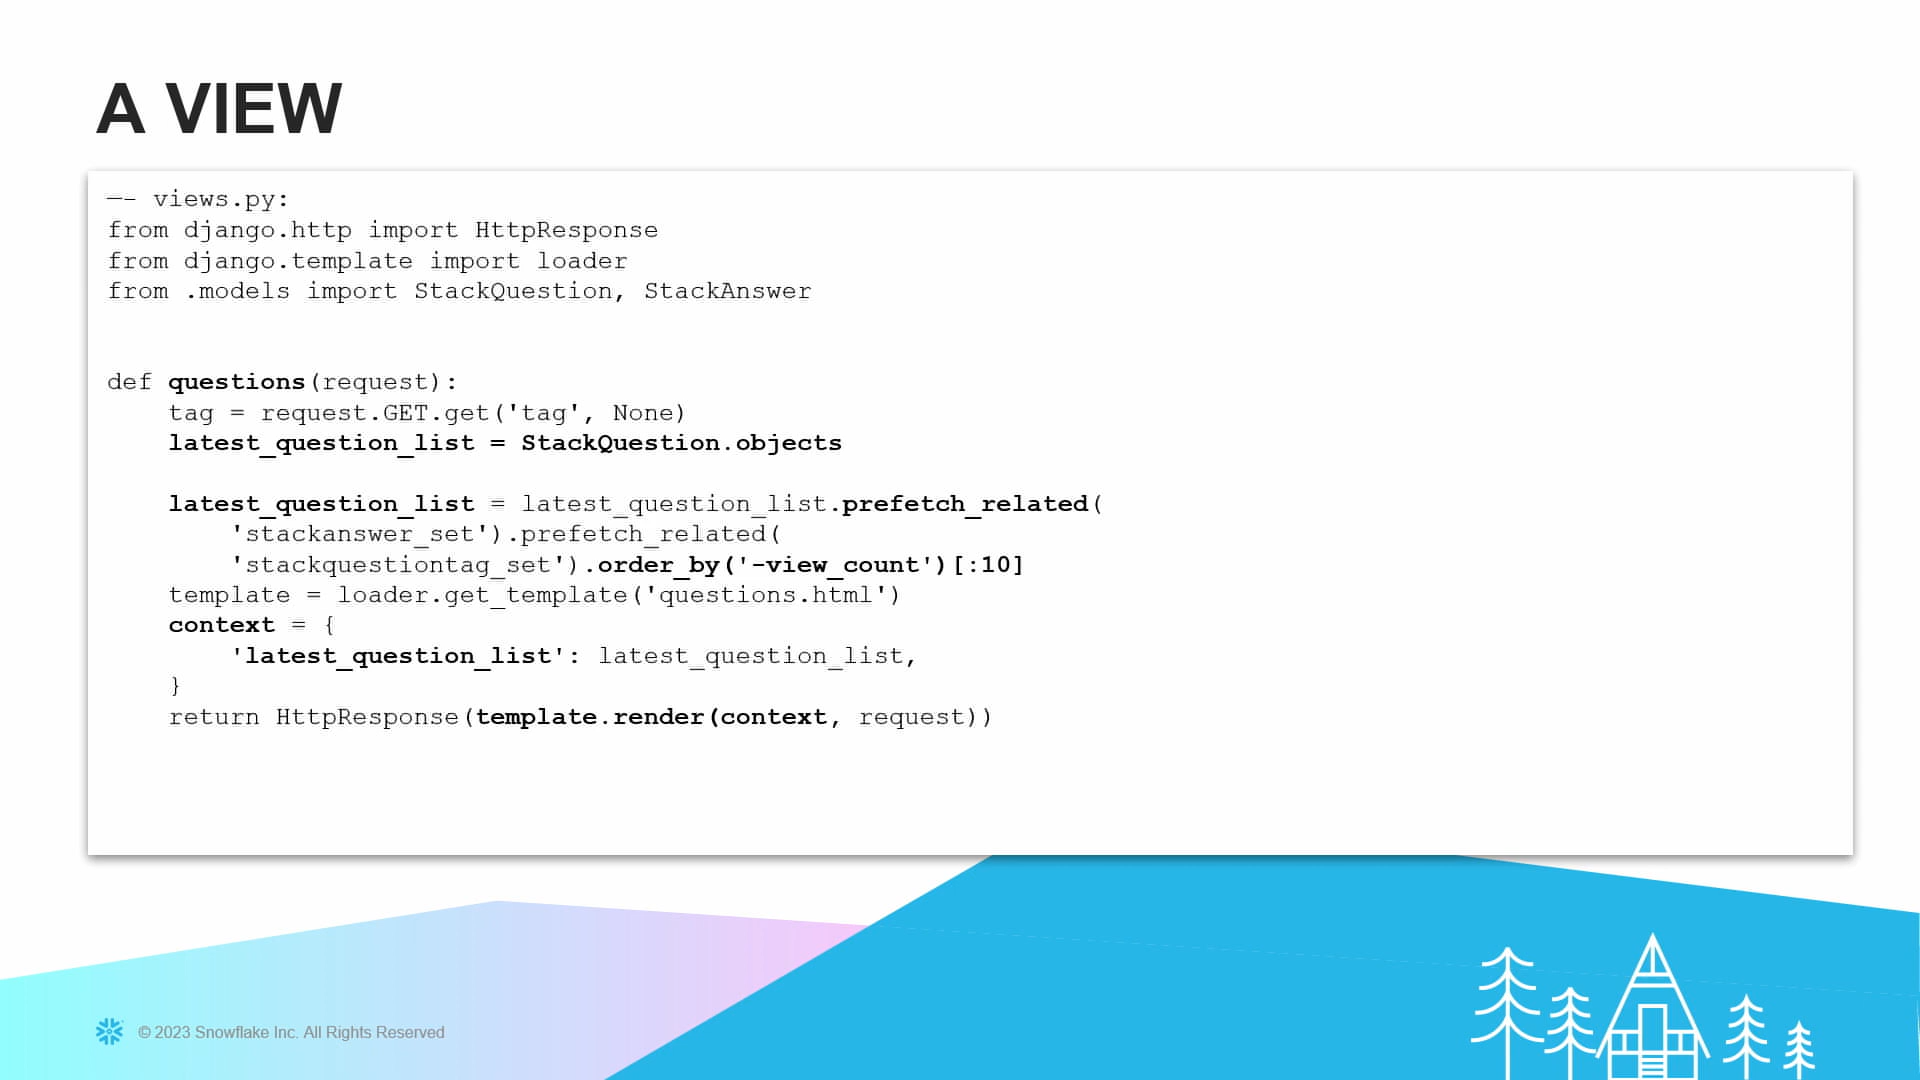 A VIEW
—- views.py:
from django.http import HttpResponse
from django.template import loader
from .models import StackQuestion, StackAnswer
def questions(request):
    tag = request.GET.get('tag', None)
    latest_question_list = StackQuestion.objects
    latest_question_list = latest_question_list.prefetch_related(
        'stackanswer_set').prefetch_related(
        'stackquestiontag_set').order_by('-view_count')[:10]
    template = loader.get_template('questions.html')
    context = {
        'latest_question_list': latest_question_list,
    }
    return HttpResponse(template.render(context, request))
© 2023 Snowflake Inc. All Rights Reserved